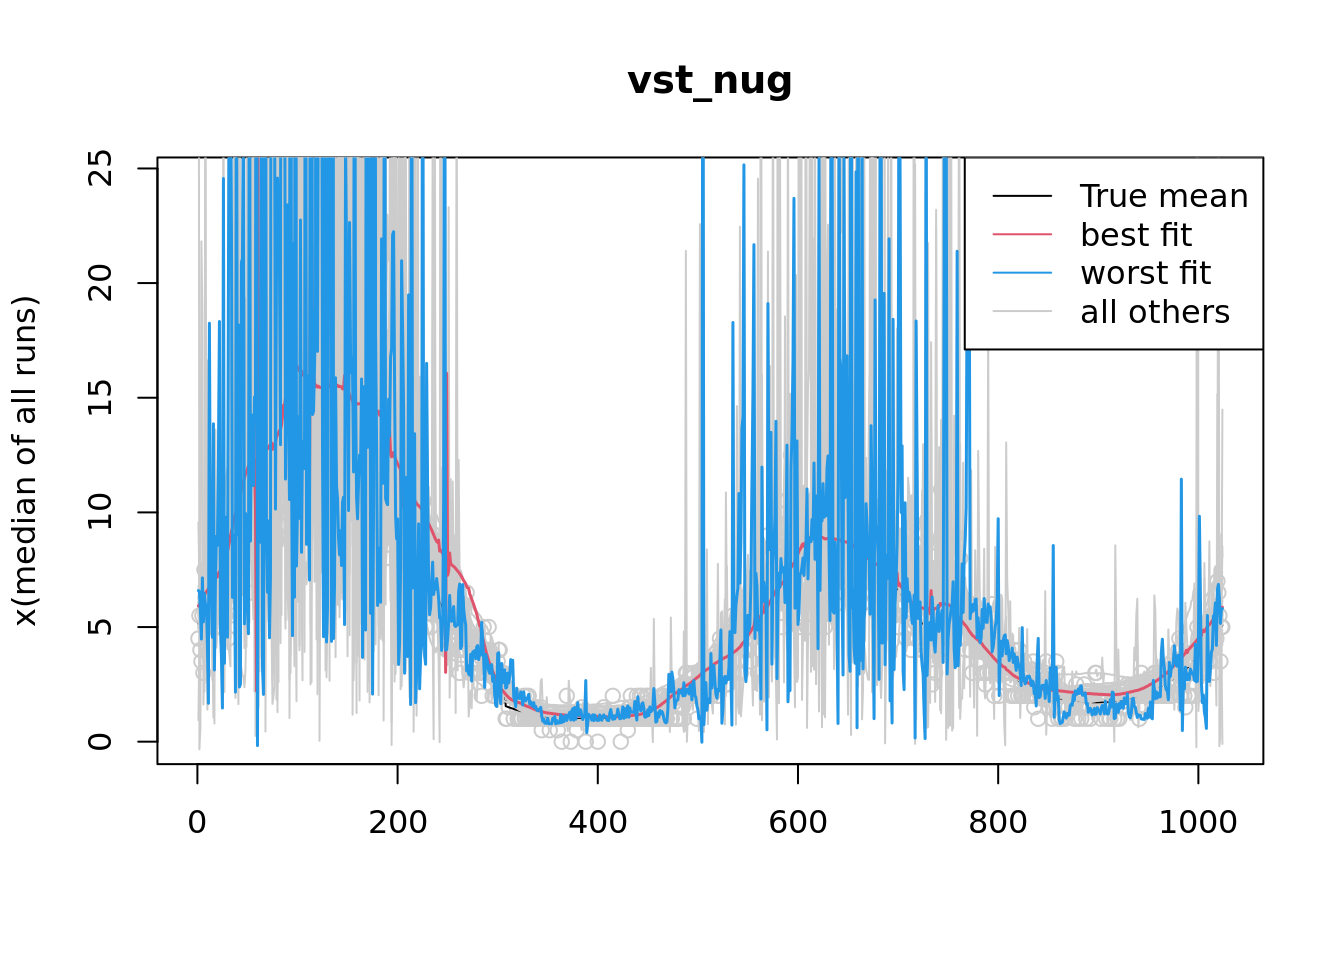 vst_nug
x(median of all runs)
25
20
15
10
5
0
True mean
best fit
worst fit
all others
0 200 400 600 800 1000